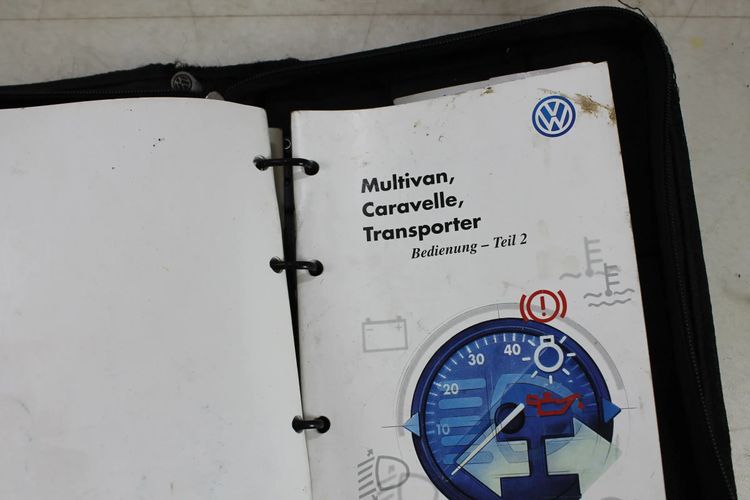 VW
Multivan,
Caravelle,
Transporter
Bedienung – Teil 2
40
30
20
10